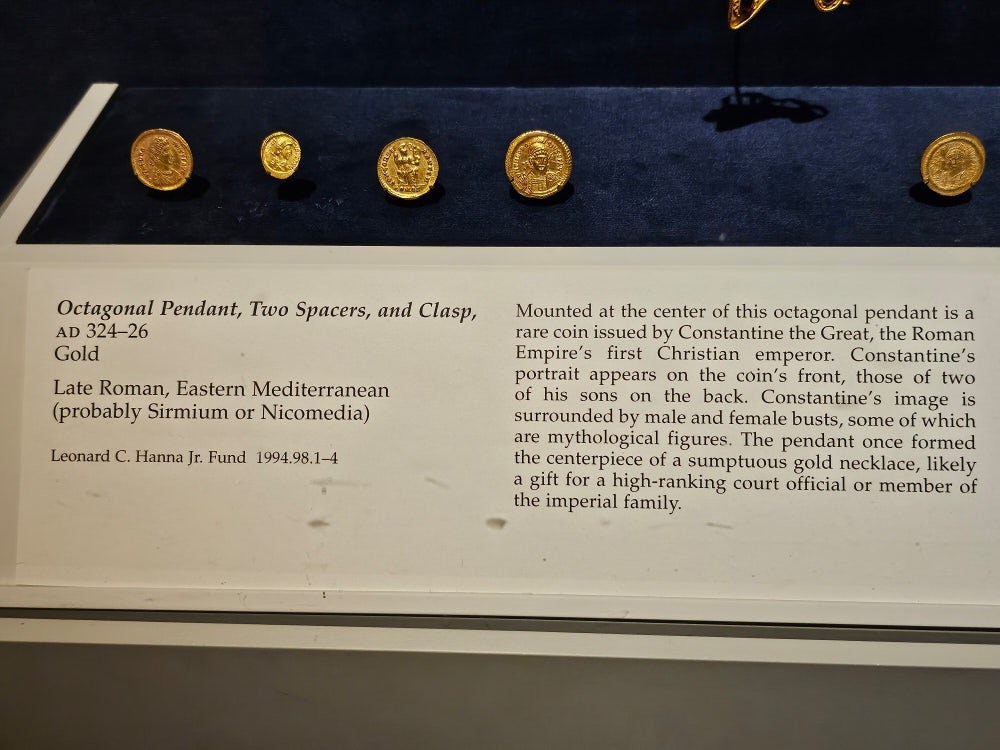 Octagonal Pendant, Two Spacers, and Clasp,
AD 324–26
Gold
Late Roman, Eastern Mediterranean
(probably Sirmium or Nicomedia)
Leonard C. Hanna Jr. Fund 1994.98.1–4
Mounted at the center of this octagonal pendant is a
rare coin issued by Constantine the Great, the Roman
Empire's first Christian emperor. Constantine's
portrait appears on the coin's front, those of two
of his sons on the back. Constantine's image is
surrounded by male and female busts, some of which
are mythological figures. The pendant once formed
the centerpiece of a sumptuous gold necklace, likely
a gift for a high-ranking court official or member of
the imperial family.